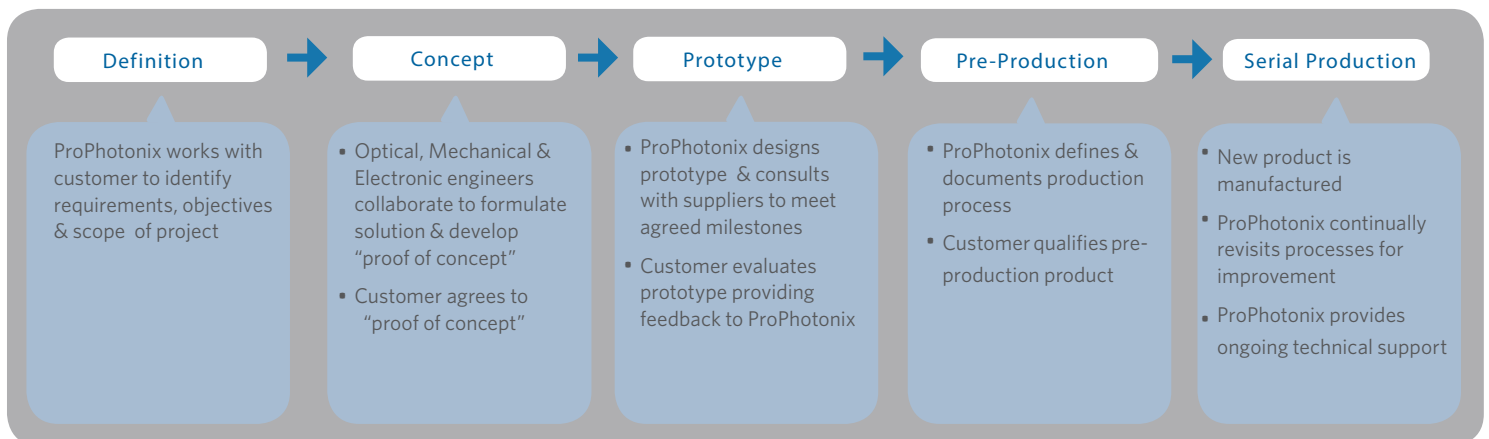 Definition
Concept
Prototype
Pre-Production
Serial Production
ProPhotonix works with
customer to identify
requirements, objectives
& scope of project
▪ Optical, Mechanical &
Electronic engineers
collaborate to formulate
solution & develop
“proof of concept”
▪ Customer agrees to
“proof of concept”
▪ ProPhotonix designs
prototype & consults
with suppliers to meet
agreed milestones
▪ Customer evaluates
prototype providing
feedback to ProPhotonix
▪ ProPhotonix defines &
documents production
process
▪ Customer qualifies pre-
production product
▪ New product is
manufactured
▪ ProPhotonix continually
revisits processes for
improvement
▪ ProPhotonix provides
ongoing technical support